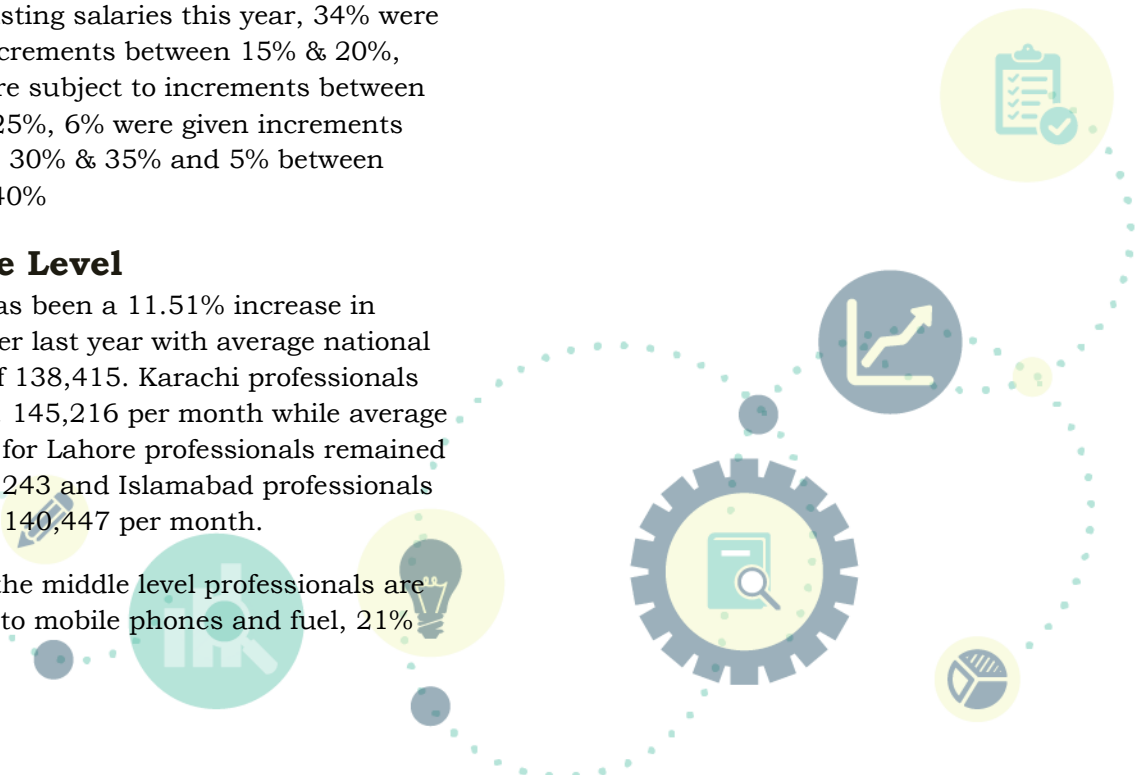 sting salaries this year, 34% were
crements between 15% & 20%,
re subject to increments between
25%, 6% were given increments
30% & 35% and 5% between
40%
e Level
as been a 11.51% increase in
er last year with average national
f 138,415. Karachi professionals
145,216 per month while average
for Lahore professionals remained
243 and Islamabad professionals
140,447 per month.
the middle level professionals are
to mobile phones and fuel, 21%